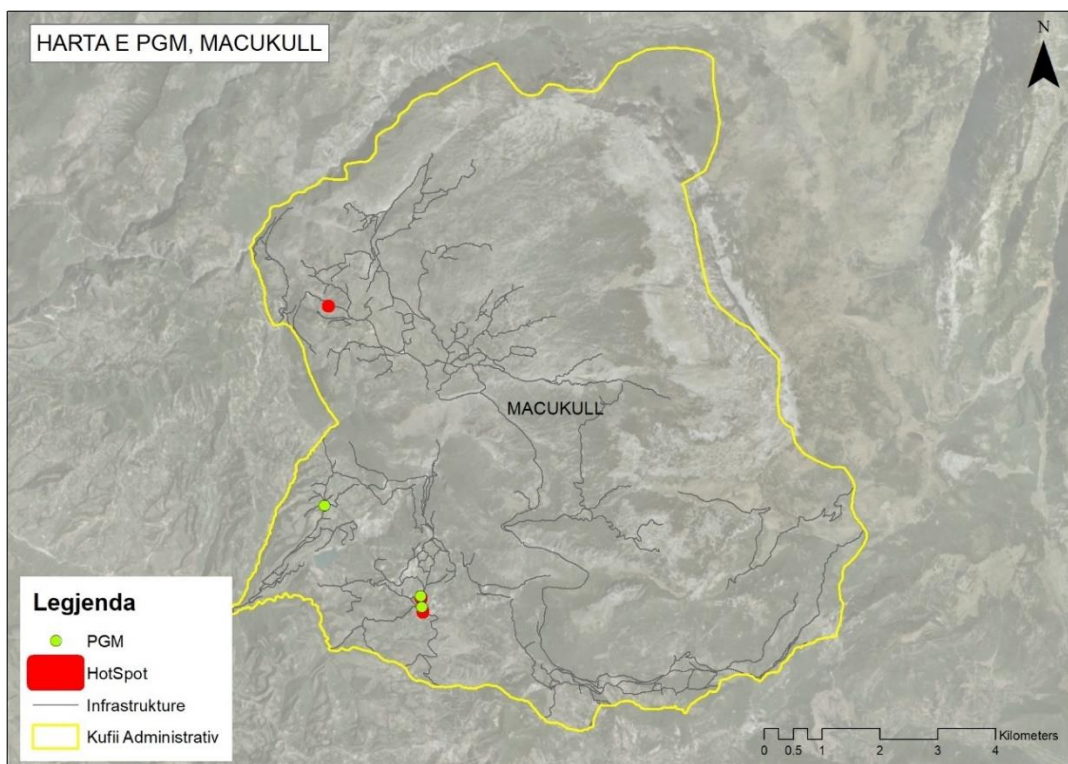 HARTA E PGM, MACUKULL
N
MACUKULL
Legjenda
PGM
HotSpot
Infrastrukture
Kufii Administrativ
Kilometers
0 0.5 1 2 3 4